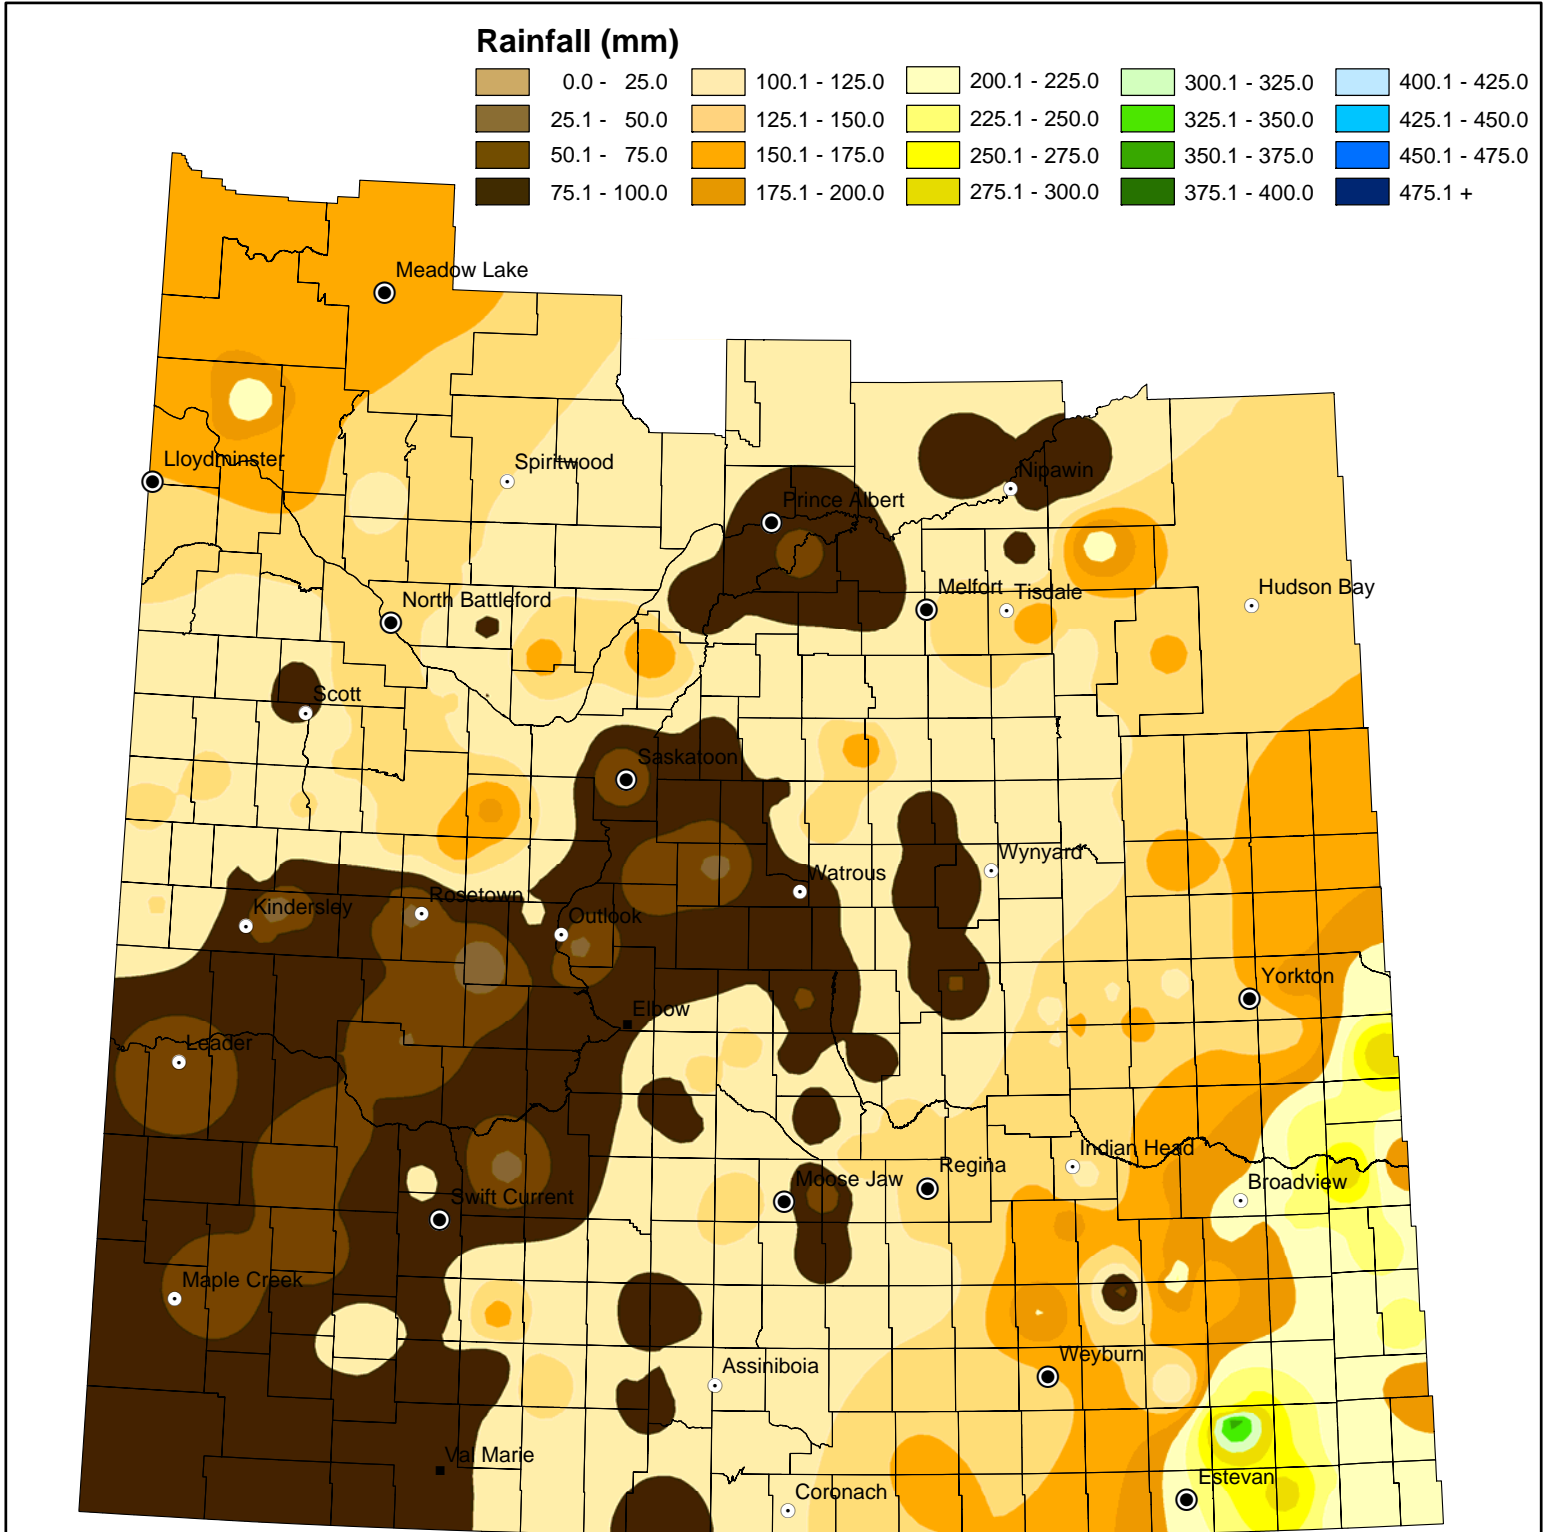 Rainfall (mm)
0.0 - 25.0
100.1 - 125.0
200.1 - 225.0
300.1 - 325.0
400.1 - 425.0
25.1 - 50.0
125.1 - 150.0
225.1 - 250.0
325.1 - 350.0
425.1 - 450.0
50.1 - 75.0
150.1 - 175.0
250.1 - 275.0
350.1 - 375.0
450.1 - 475.0
75.1 - 100.0
175.1 - 200.0
275.1 - 300.0
375.1 - 400.0
475.1 +
Meadow Lake
Lloydminster
Spiritwood
Nipawin
Prince Albert
Hudson Bay
Melfort
Tisdale
North Battleford
Scott
Saskatoon
Wynyard
Watrous
Rosetown
Kindersley
Outlook
Yorkton
Elbow
Leader
Indian Head
Regina
Moose Jaw
Broadview
Swift Current
Maple Creek
Weyburn
Assiniboia
Val Marie
Estevan
Coronach